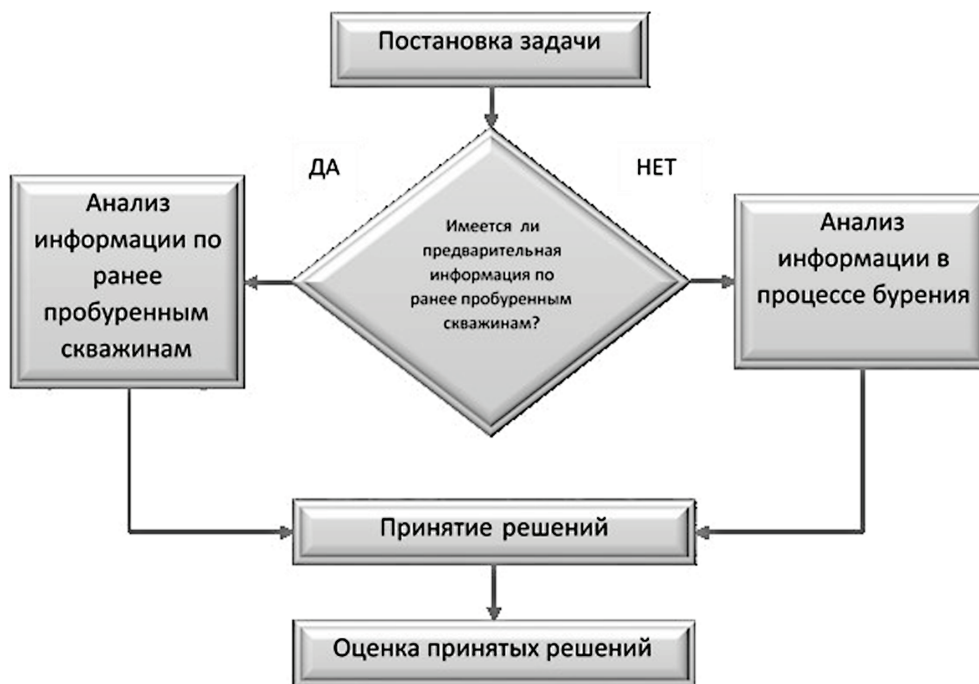 Постановка задачи
ДА
НЕТ
Имеется ли
предварительная
информация по
ранее пробуренным
скважинам?
Анализ
информации по
ранее
пробуренным
скважинам
Анализ
информации в
процессе бурения
Принятие решений
Оценка принятых решений